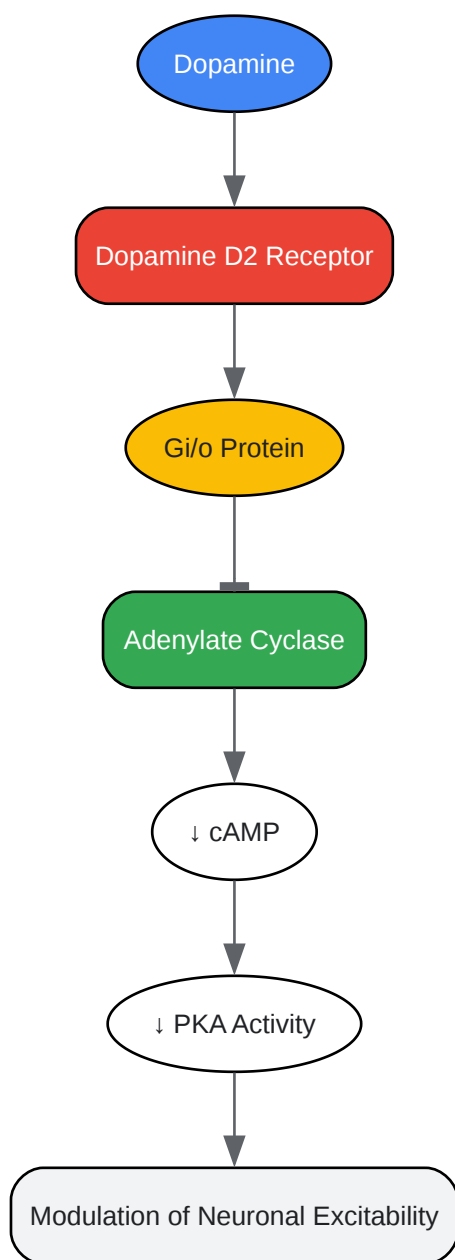 Dopamine
Dopamine D2 Receptor
Gi/o Protein
Adenylate Cyclase
↓ cAMP
↓ PKA Activity
Modulation of Neuronal Excitability